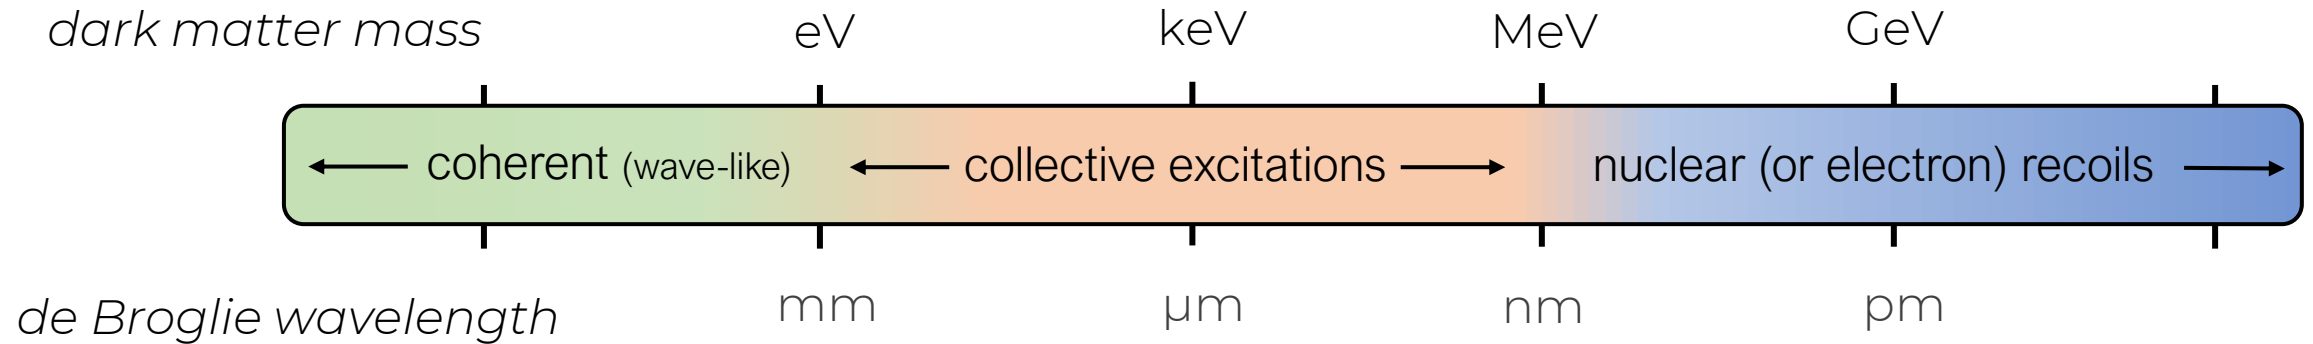 dark matter mass eV keV MeV GeV
coherent (wave-like) collective excitations nuclear (or electron) recoils
de Broglie wavelength mm μm nm pm